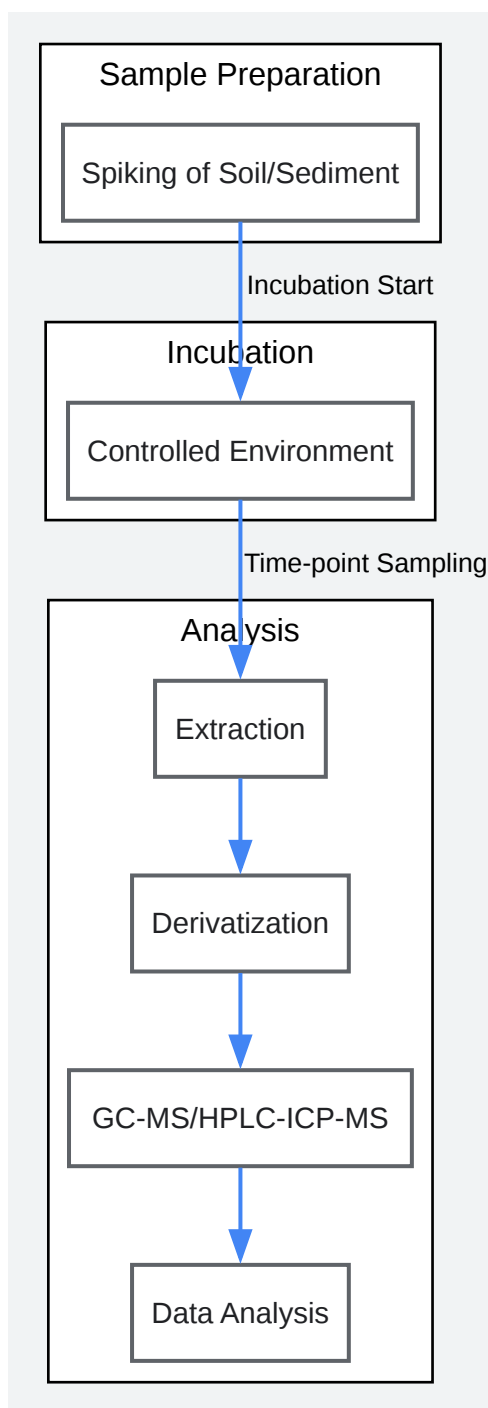 Sample Preparation
Spiking of Soil/Sediment
Incubation Start
Incubation
Controlled Environment
Time-point Sampling
Analysis
Extraction
Derivatization
GC-MS/HPLC-ICP-MS
Data Analysis